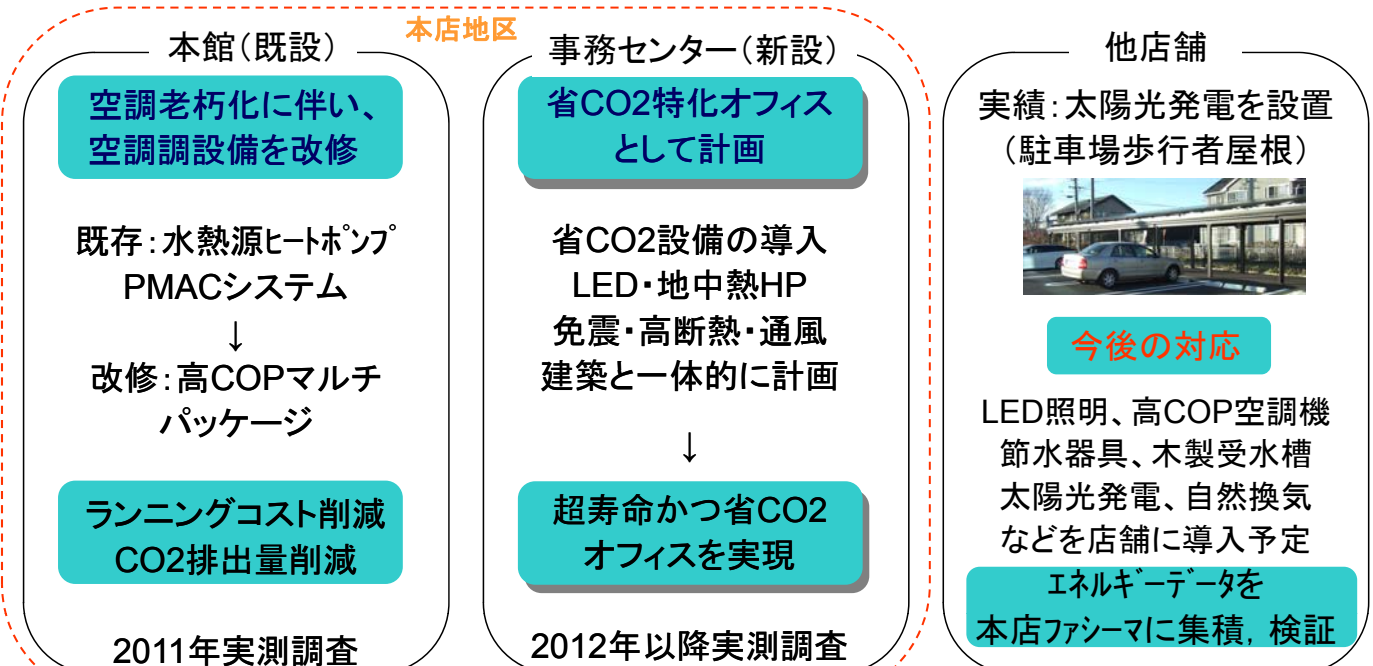 本店地区
本館（既設）
空調老朽化に伴い、
空調調設備を改修
既存：水熱源ﾋｰﾄﾎﾟﾝﾌﾟ
PMACシステム
↓
改修：高COPマルチ
パッケージ
ランニングコスト削減
CO2排出量削減
2011年実測調査
事務センター（新設）
省CO2特化オフィス
として計画
省CO2設備の導入
LED・地中熱HP
免震・高断熱・通風
建築と一体的に計画
↓
超寿命かつ省CO2
オフィスを実現
2012年以降実測調査
他店舗
実績：太陽光発電を設置
（駐車場歩行者屋根）
今後の対応
LED照明、高COP空調機
節水器具、木製受水槽
太陽光発電、自然換気
などを店舗に導入予定
ｴﾈﾙｷﾞｰﾃﾞｰﾀを
本店ﾌｧｼｰﾏに集積，検証